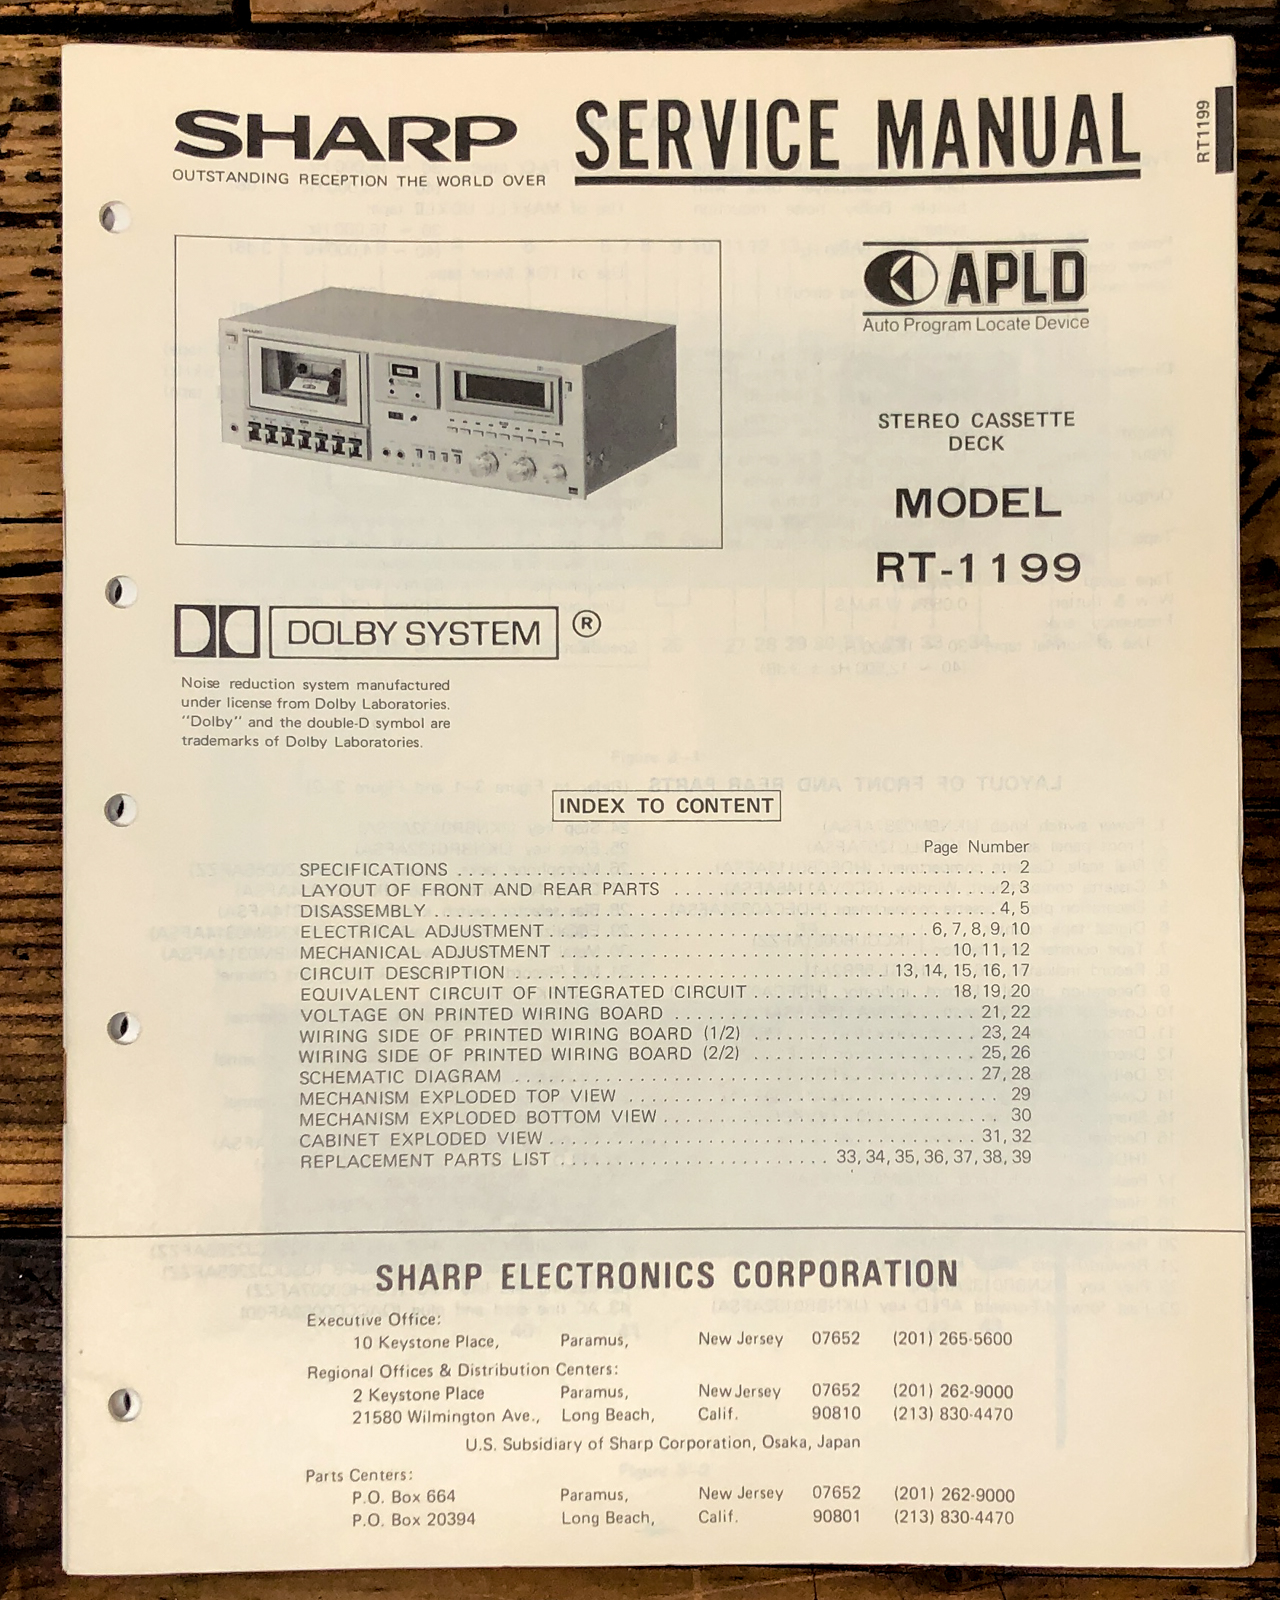 SHARP
OUTSTANDING RECEPTION THE WORLD OVER
SERVICE MANUAL
RT1199
APLD
Auto Program Locate Device
STEREO CASSETTE
DECK
MODEL
RT-1199
SHARP
DOLBY SYSTEM ®
Noise reduction system manufactured
under license from Dolby Laboratories.
"Dolby" and the double-D symbol are
trademarks of Dolby Laboratories.
INDEX TO CONTENT
Page Number
SPECIFICATIONS . . . . . . . . . . 2
LAYOUT OF FRONT AND REAR PARTS . . . . . . . . . . 2, 3
DISASSEMBLY . . . . . . . . . . 4, 5
ELECTRICAL ADJUSTMENT . . . . . . . . . . 6, 7, 8, 9, 10
MECHANICAL ADJUSTMENT . . . . . . . . . . 10, 11, 12
CIRCUIT DESCRIPTION . . . . . . . . . . 13, 14, 15, 16, 17
EQUIVALENT CIRCUIT OF INTEGRATED CIRCUIT . . . . . . . . . . 18, 19, 20
VOLTAGE ON PRINTED WIRING BOARD . . . . . . . . . . 21, 22
WIRING SIDE OF PRINTED WIRING BOARD (1/2) . . . . . . . . . . 23, 24
WIRING SIDE OF PRINTED WIRING BOARD (2/2) . . . . . . . . . . 25, 26
SCHEMATIC DIAGRAM . . . . . . . . . . 27, 28
MECHANISM EXPLODED TOP VIEW . . . . . . . . . . 29
MECHANISM EXPLODED BOTTOM VIEW . . . . . . . . . . 30
CABINET EXPLODED VIEW . . . . . . . . . . 31, 32
REPLACEMENT PARTS LIST . . . . . . . . . . 33, 34, 35, 36, 37, 38, 39
SHARP ELECTRONICS CORPORATION
Executive Office:
10 Keystone Place, Paramus, New Jersey 07652 (201) 265-5600
Regional Offices & Distribution Centers:
2 Keystone Place Paramus, New Jersey 07652 (201) 262-9000
21580 Wilmington Ave., Long Beach, Calif. 90810 (213) 830-4470
U.S. Subsidiary of Sharp Corporation, Osaka, Japan
Parts Centers:
P.O. Box 664 Paramus, New Jersey 07652 (201) 262-9000
P.O. Box 20394 Long Beach, Calif. 90801 (213) 830-4470